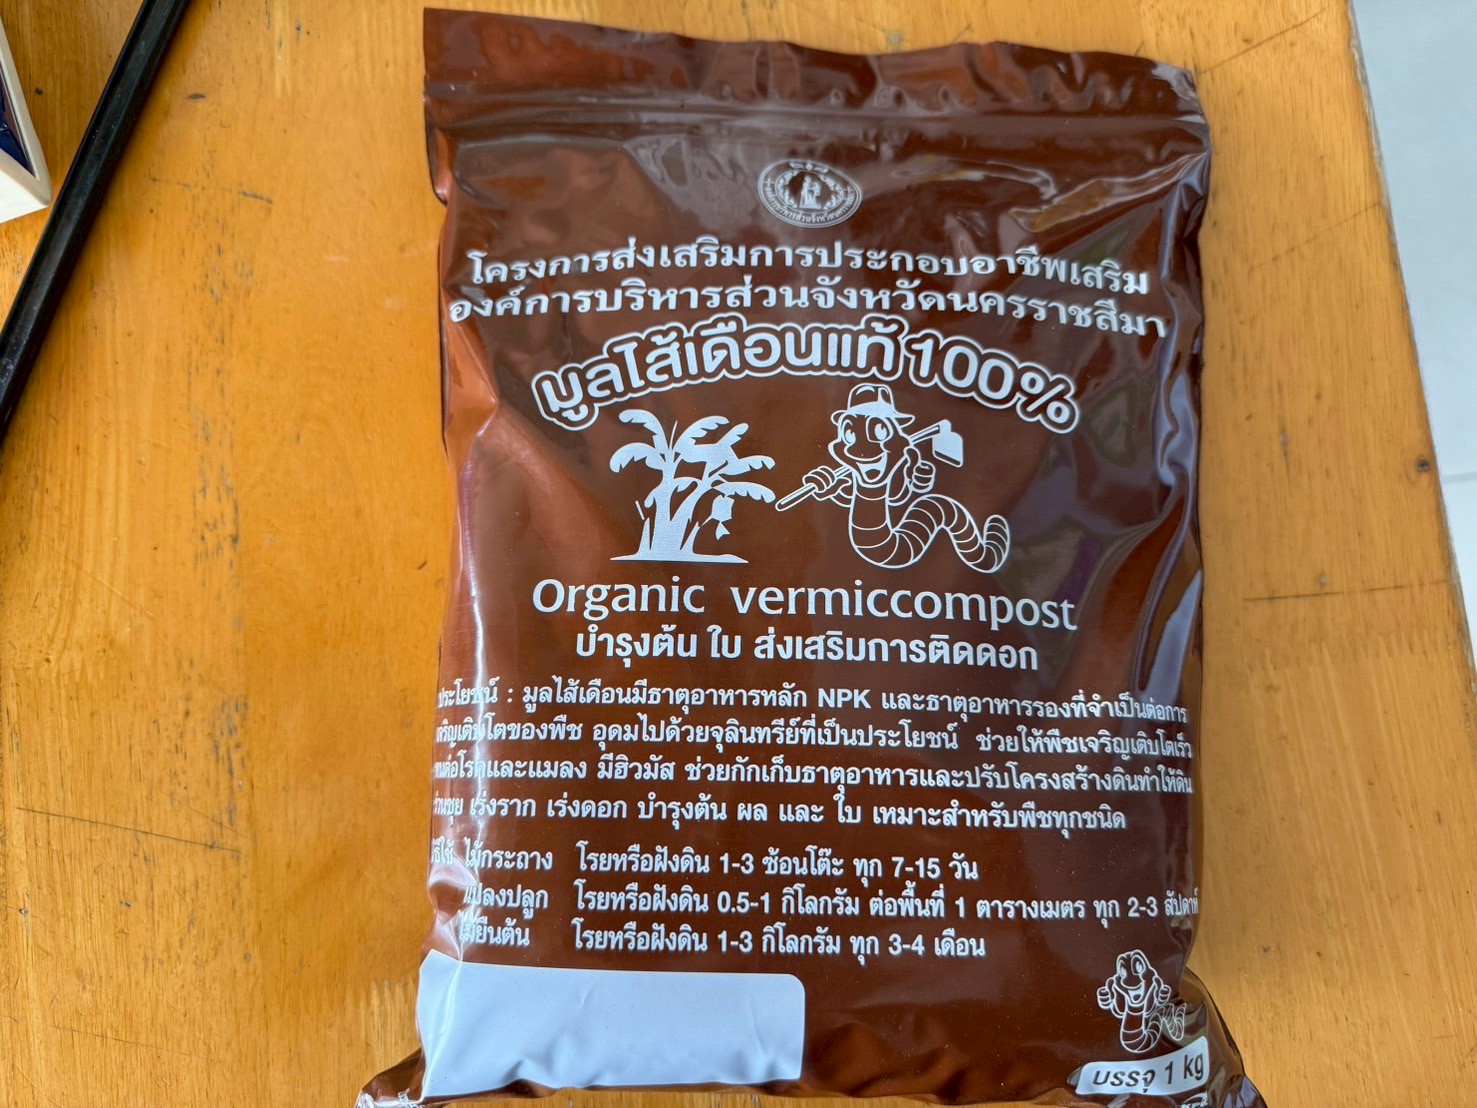 โครงการส่งเสริมการประกอบอาชีพเสริม
องค์การบริหารส่วนจังหวัดนครราชสีมา
มูลไส้เดือนแท้ 100%
Organic vermiccompost
บำรุงต้น ใบ ส่งเสริมการติดดอก
ประโยชน์ : มูลไส้เดือนมีธาตุอาหารหลัก NPK และธาตุอาหารรองที่จำเป็นต่อการ
เจริญเติบโตของพืช อุดมไปด้วยจุลินทรีย์ที่เป็นประโยชน์ ช่วยให้พืชเจริญเติบโตเร็ว
ทนต่อโรคและแมลง มีฮิวมัส ช่วยกักเก็บธาตุอาหารและปรับโครงสร้างดินทำให้ดิน
ร่วนซุย เร่งราก เร่งดอก บำรุงต้น ผล และ ใบ เหมาะสำหรับพืชทุกชนิด
วิธีใช้ ไม้กระถาง โรยหรือฝังดิน 1-3 ช้อนโต๊ะ ทุก 7-15 วัน
แปลงปลูก โรยหรือฝังดิน 0.5-1 กิโลกรัม ต่อพื้นที่ 1 ตารางเมตร ทุก 2-3 สัปดาห์
ไม้ยืนต้น โรยหรือฝังดิน 1-3 กิโลกรัม ทุก 3-4 เดือน
บรรจุ 1 kg